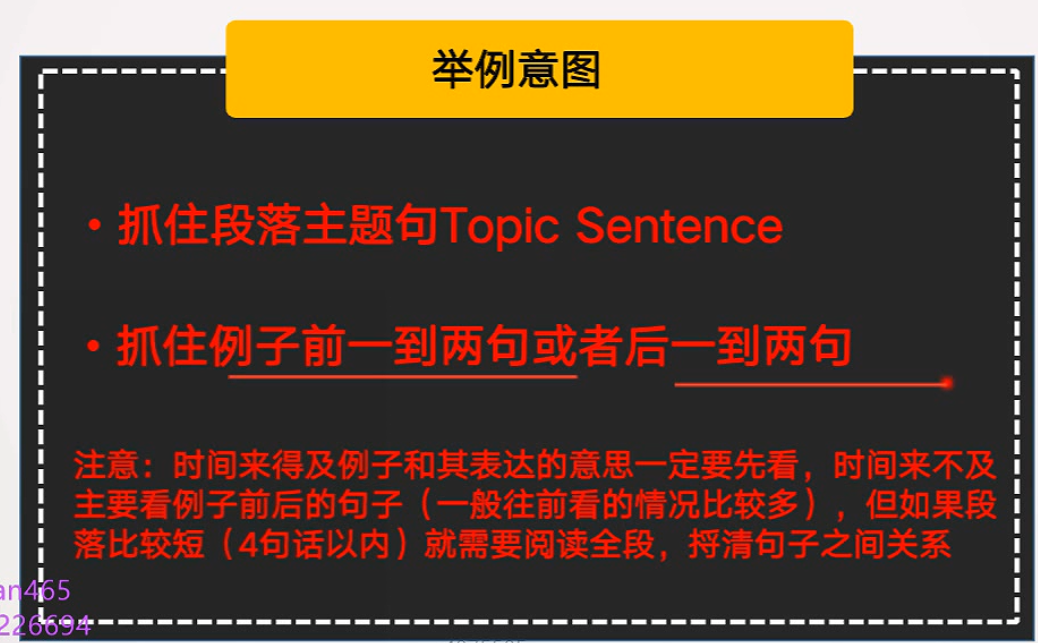 举例意图
• 抓住段落主题句Topic Sentence
• 抓住例子前一到两句或者后一到两句
注意：时间来得及例子和其表达的意思一定要先看，时间来不及
主要看例子前后的句子（一般往前看的情况比较多），但如果段
落比较短（4句话以内）就需要阅读全段，捋清句子之间关系
an465
226694